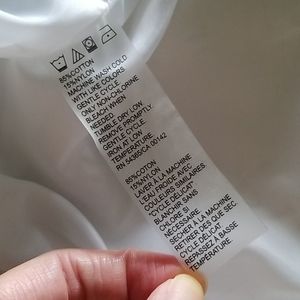 85%COTTON
15%NYLON
MACHINE WASH COLD
WITH LIKE COLORS
GENTLE CYCLE
ONLY NON-CHLORINE
BLEACH WHEN
NEEDED
TUMBLE DRY LOW
REMOVE PROMPTLY
GENTLE CYCLE
IRON AT LOW
TEMPERATURE
RN 54365/CA 00142
85%COTON
15%NYLON
LAVER À LA MACHINE
L'EAU FROIDE AVEC
COULEURS SIMILAIRES
"CYCLE DÉLICAT"
BLANCHIR SANS
CHLORE SI
NÉCESSAIRE
SÉCHER À LA MACHINE
RETIRER DÈS QUE SEC
CYCLE DÉLICAT
REPASSEZ À BASSE
TEMPÉRATURE